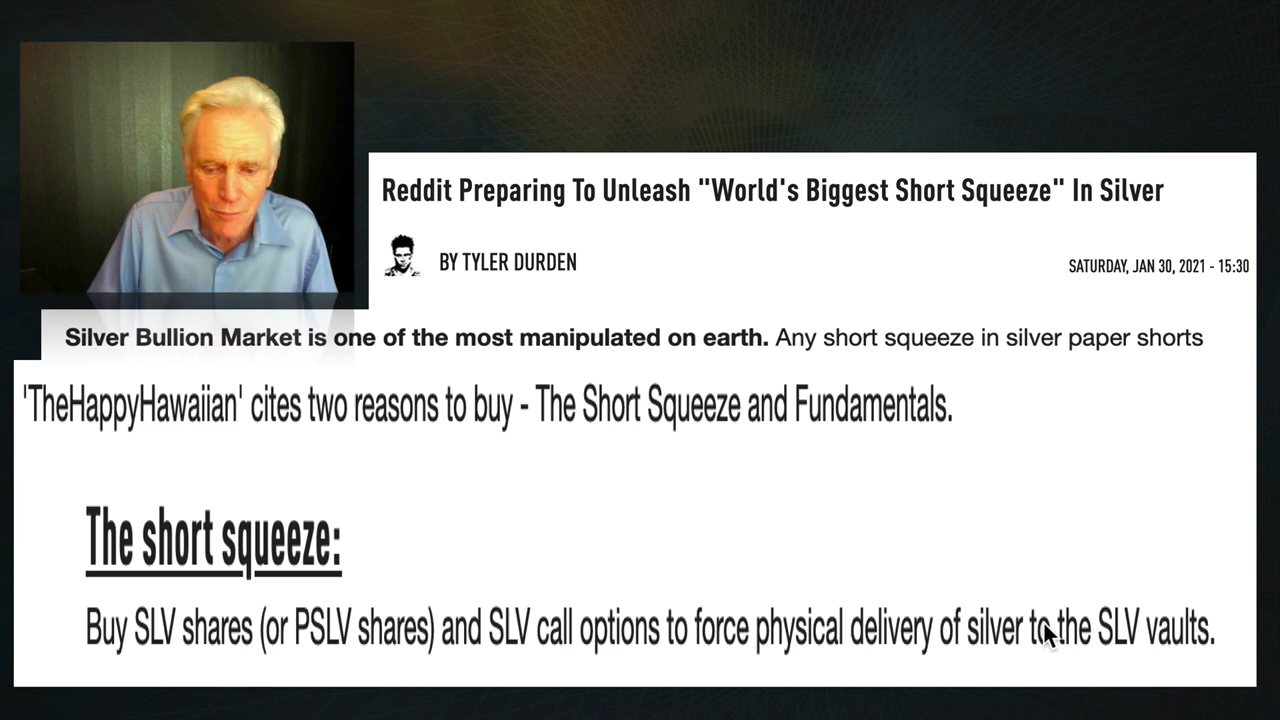 Reddit Preparing To Unleash "World's Biggest Short Squeeze" In Silver
BY TYLER DURDEN
SATURDAY, JAN 30, 2021 - 15:30
Silver Bullion Market is one of the most manipulated on earth. Any short squeeze in silver paper shorts
'TheHappyHawaiian' cites two reasons to buy - The Short Squeeze and Fundamentals.
The short squeeze:
Buy SLV shares (or PSLV shares) and SLV call options to force physical delivery of silver to the SLV vaults.